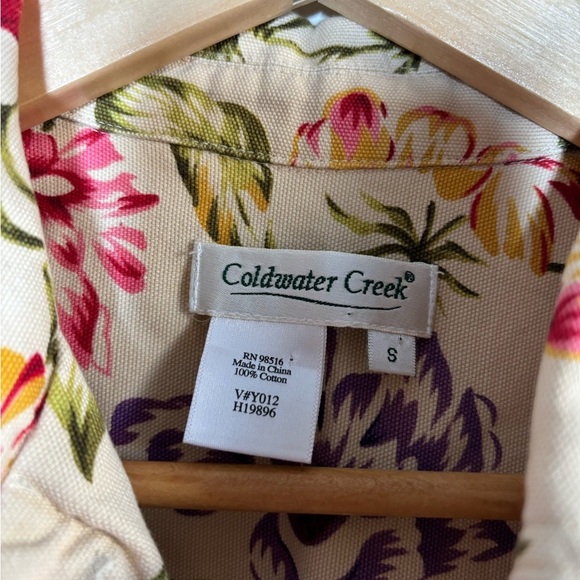 Coldwater Creek®
S
RN 98516
Made in China
100% Cotton
V#Y012
H19896